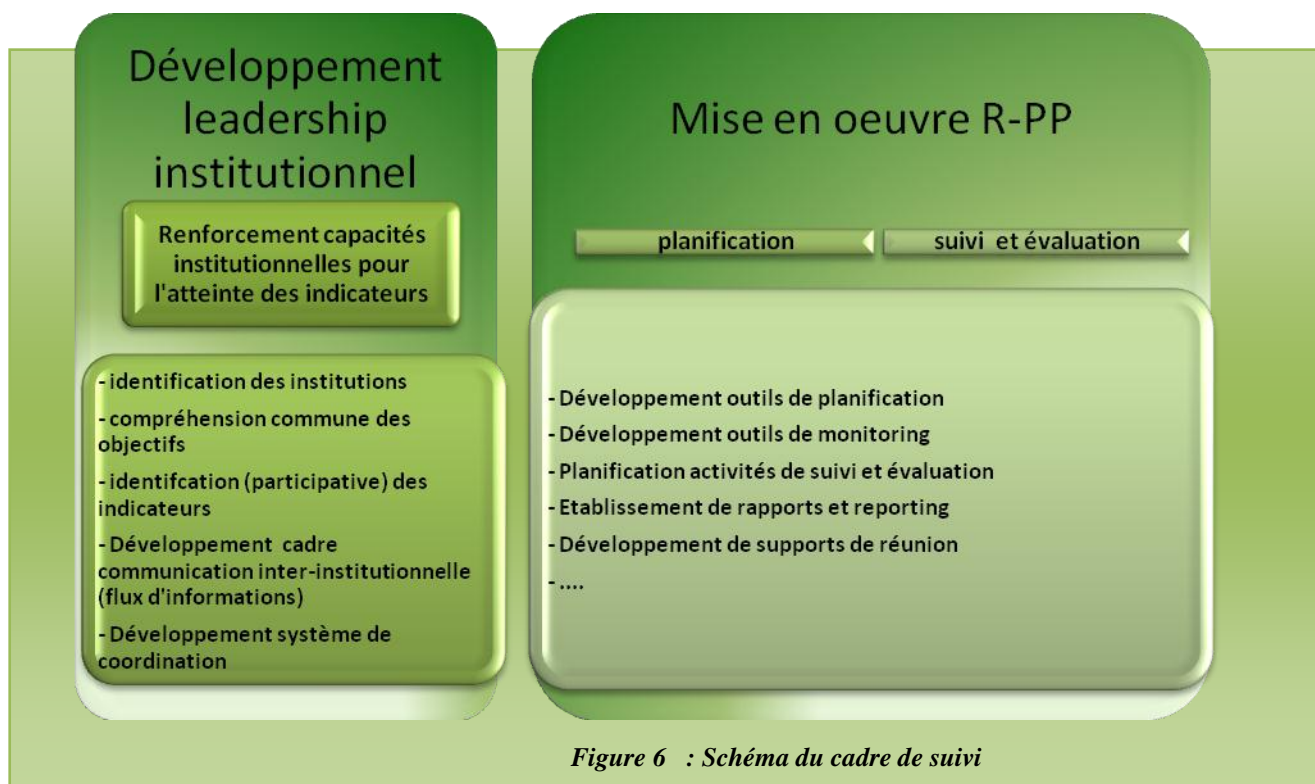 Développement
leadership
institutionnel
Renforcement capacités
institutionnelles pour
l'atteinte des indicateurs
- identification des institutions
- compréhension commune des
objectifs
- identifcation (participative) des
indicateurs
- Développement cadre
communication inter-institutionnelle
(flux d'informations)
- Développement système de
coordination
Mise en oeuvre R-PP
planification
suivi et évaluation
- Développement outils de planification
- Développement outils de monitoring
- Planification activités de suivi et évaluation
- Etablissement de rapports et reporting
- Développement de supports de réunion
- ....
Figure 6 : Schéma du cadre de suivi